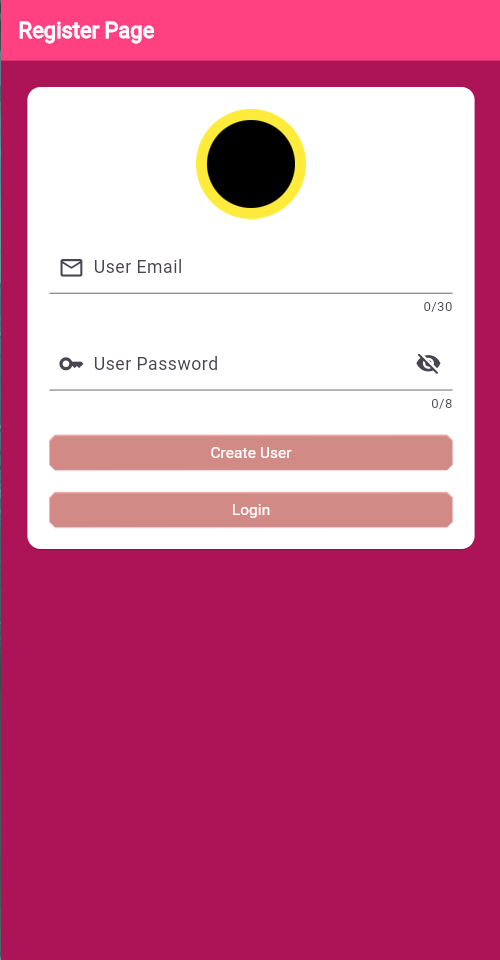 Register Page
User Email
0/30
User Password
0/8
Create User
Login